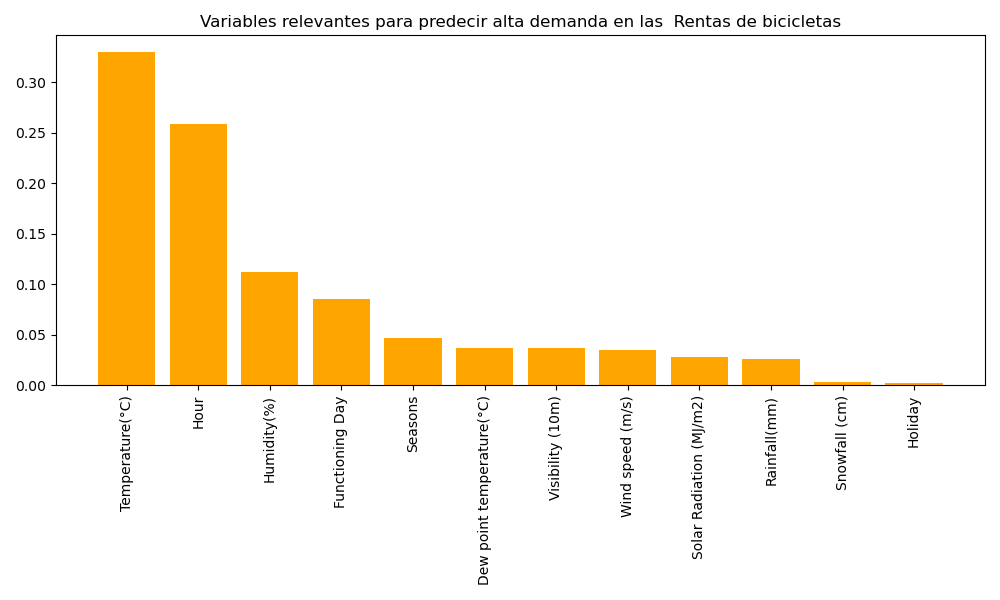 Variables relevantes para predecir alta demanda en las  Rentas de bicicletas
0.30
0.25
0.20
0.15
0.10
0.05
0.00
Temperature(°C)
Hour
Humidity(%)
Functioning Day
Seasons
Dew point temperature(°C)
Visibility (10m)
Wind speed (m/s)
Solar Radiation (MJ/m2)
Rainfall(mm)
Snowfall (cm)
Holiday